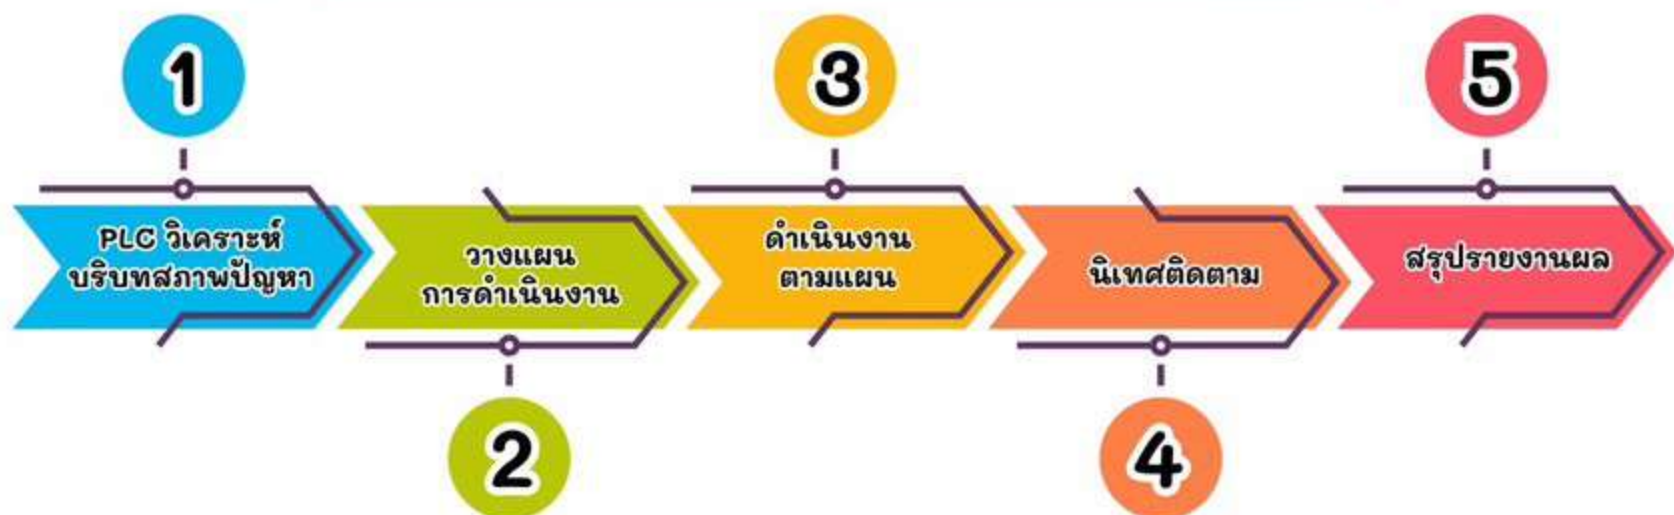 1
PLC วิเคราะห์
บริบทสภาพปัญหา
2
วางแผน
การดำเนินงาน
3
ดำเนินงาน
ตามแผน
4
นิเทศติดตาม
5
สรุปรายงานผล